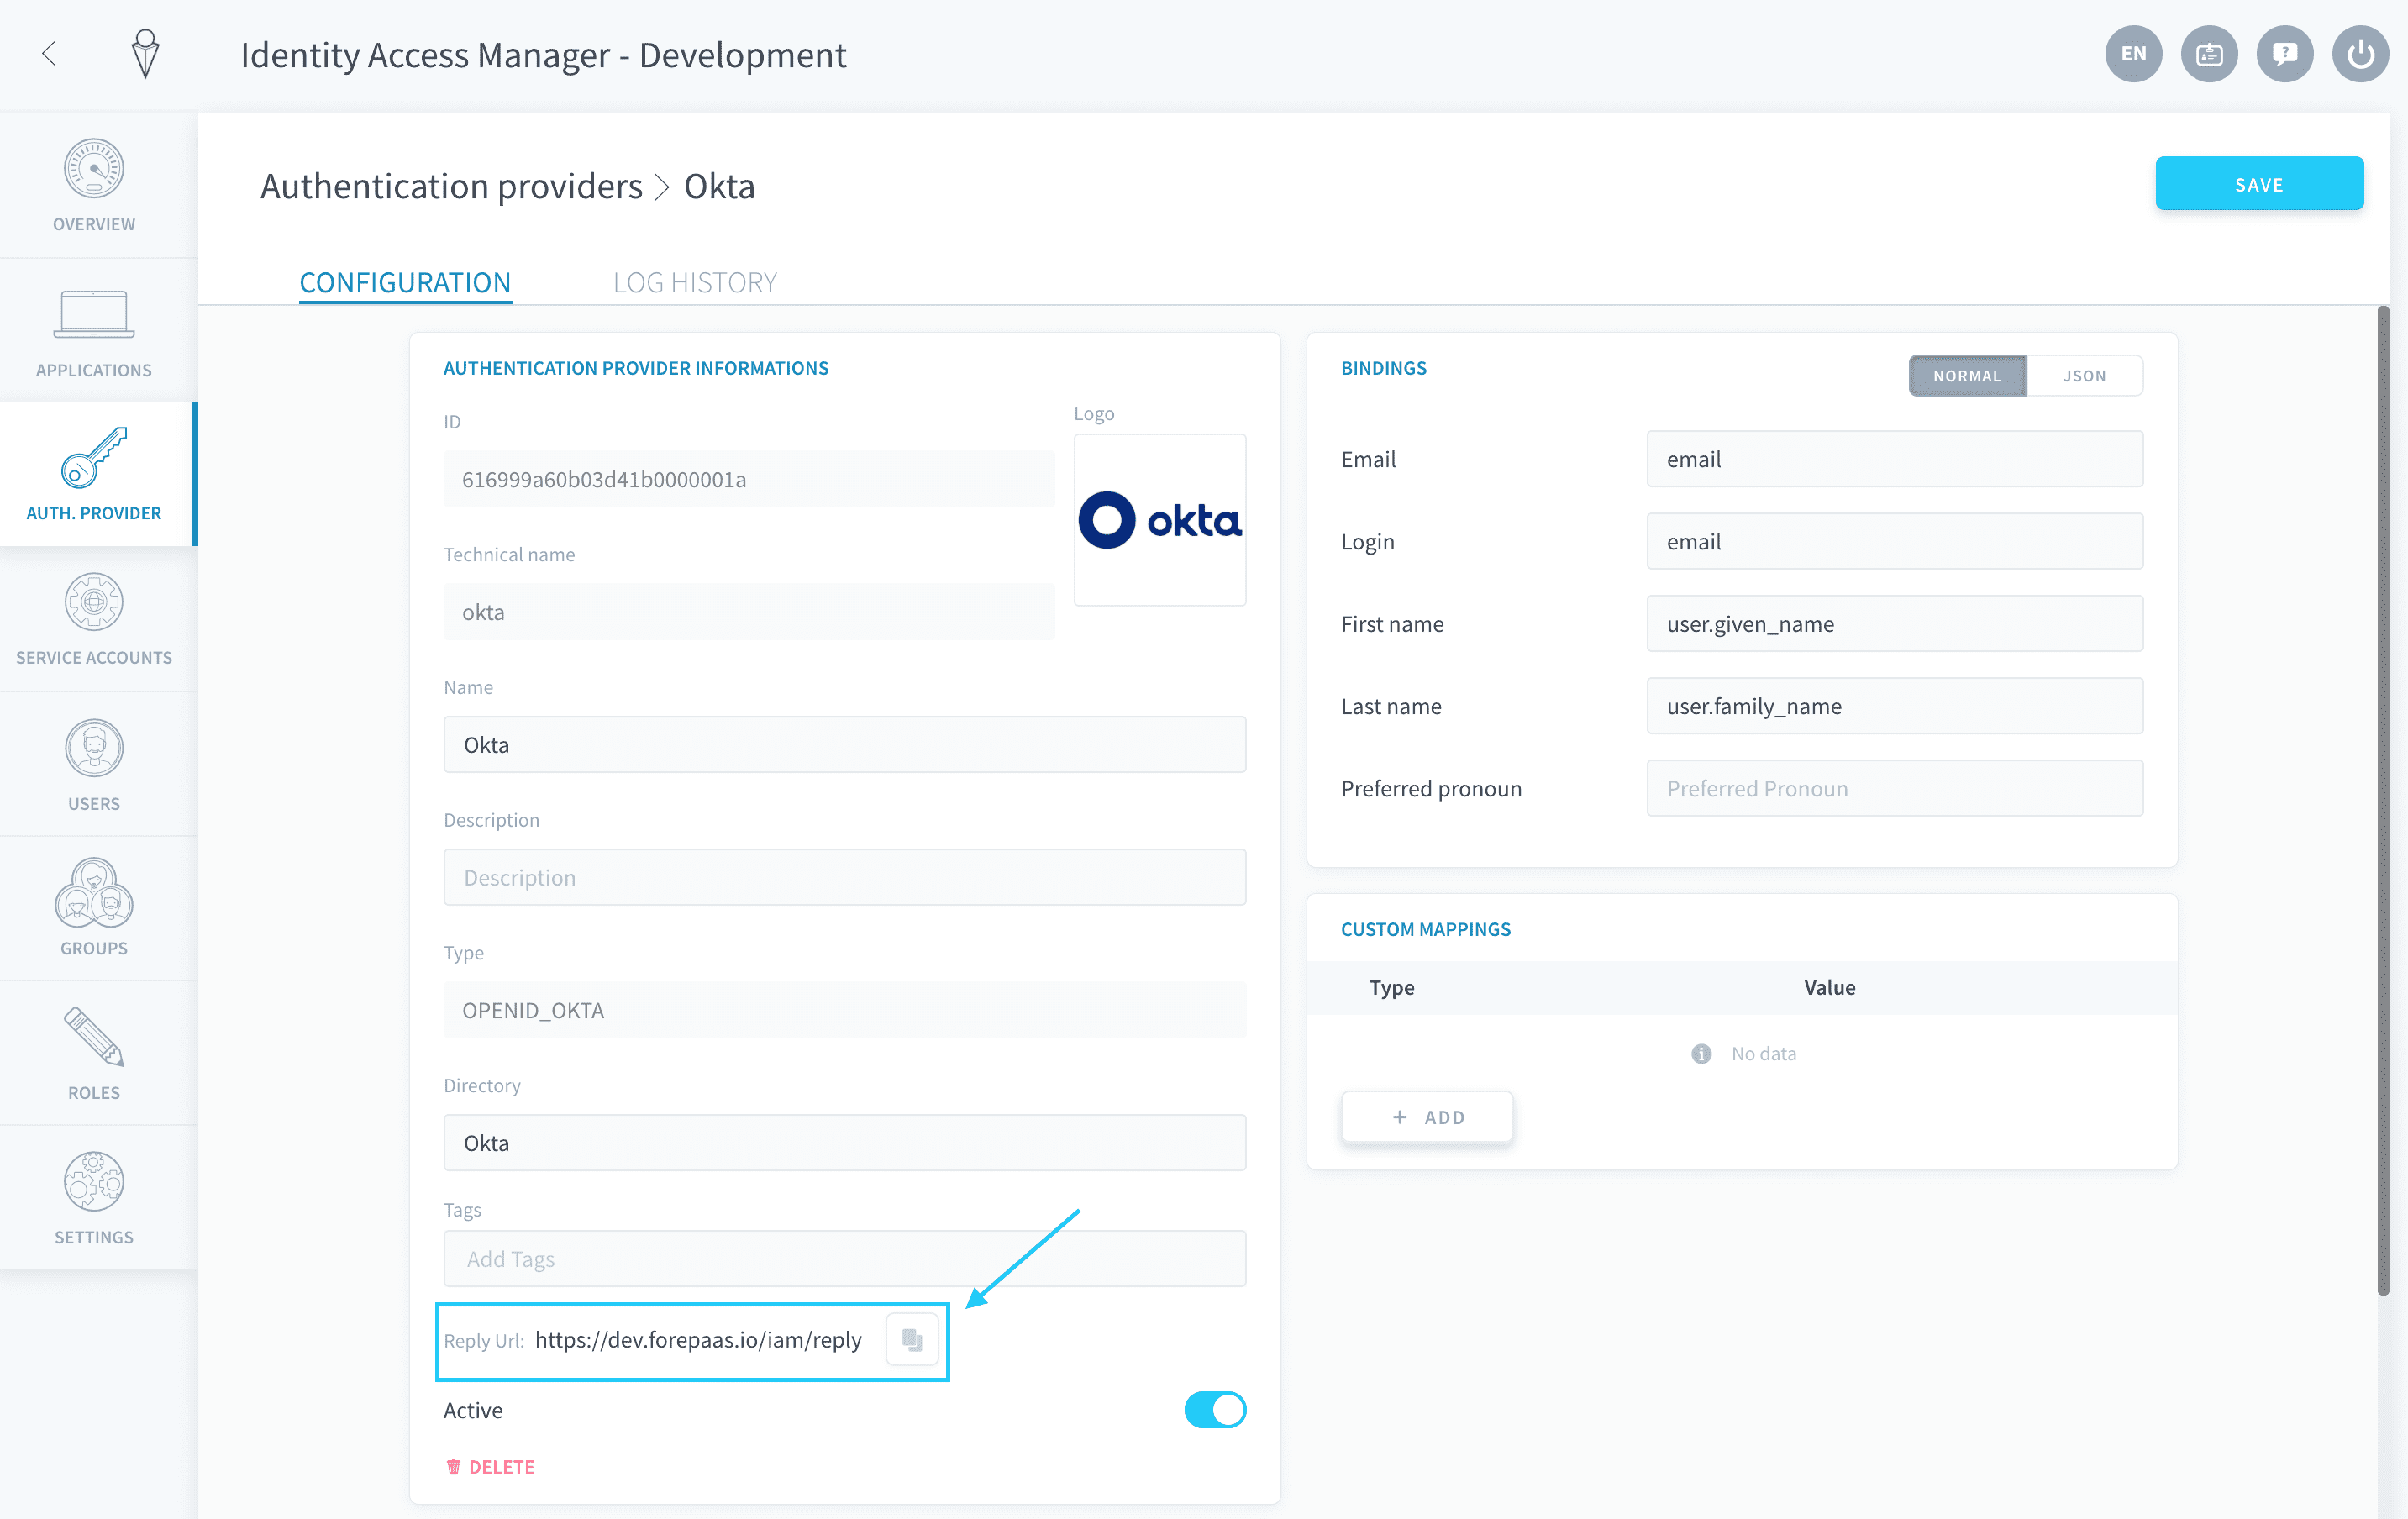 Identity Access Manager - Development
EN
OVERVIEW
APPLICATIONS
AUTH. PROVIDER
SERVICE ACCOUNTS
USERS
GROUPS
ROLES
SETTINGS
Authentication providers > Okta
SAVE
CONFIGURATION
LOG HISTORY
AUTHENTICATION PROVIDER INFORMATIONS
ID
616999a60b03d41b0000001a
Logo
okta
Technical name
okta
Name
Okta
Description
Description
Type
OPENID_OKTA
Directory
Okta
Tags
Add Tags
Reply Url: https://dev.forepaas.io/iam/reply
Active
DELETE
BINDINGS
NORMAL
JSON
Email
email
Login
email
First name
user.given_name
Last name
user.family_name
Preferred pronoun
Preferred Pronoun
CUSTOM MAPPINGS
Type
Value
No data
+ ADD